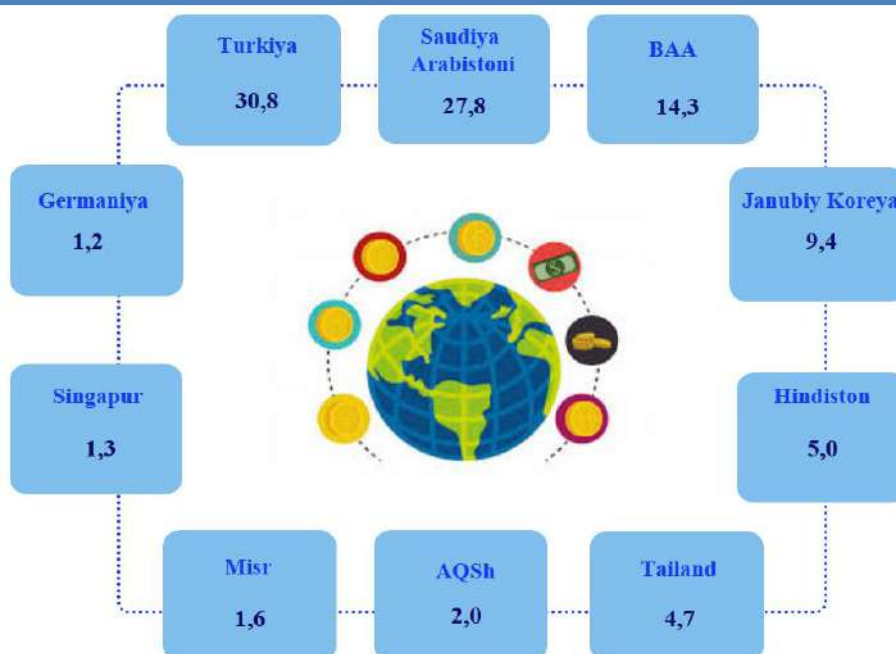 Turkiya
30,8
Saudiya
Arabistoni
27,8
BAA
14,3
Germaniya
1,2
Janubiy Koreya
9,4
Singapur
1,3
Hindiston
5,0
Misr
1,6
AQSh
2,0
Tailand
4,7